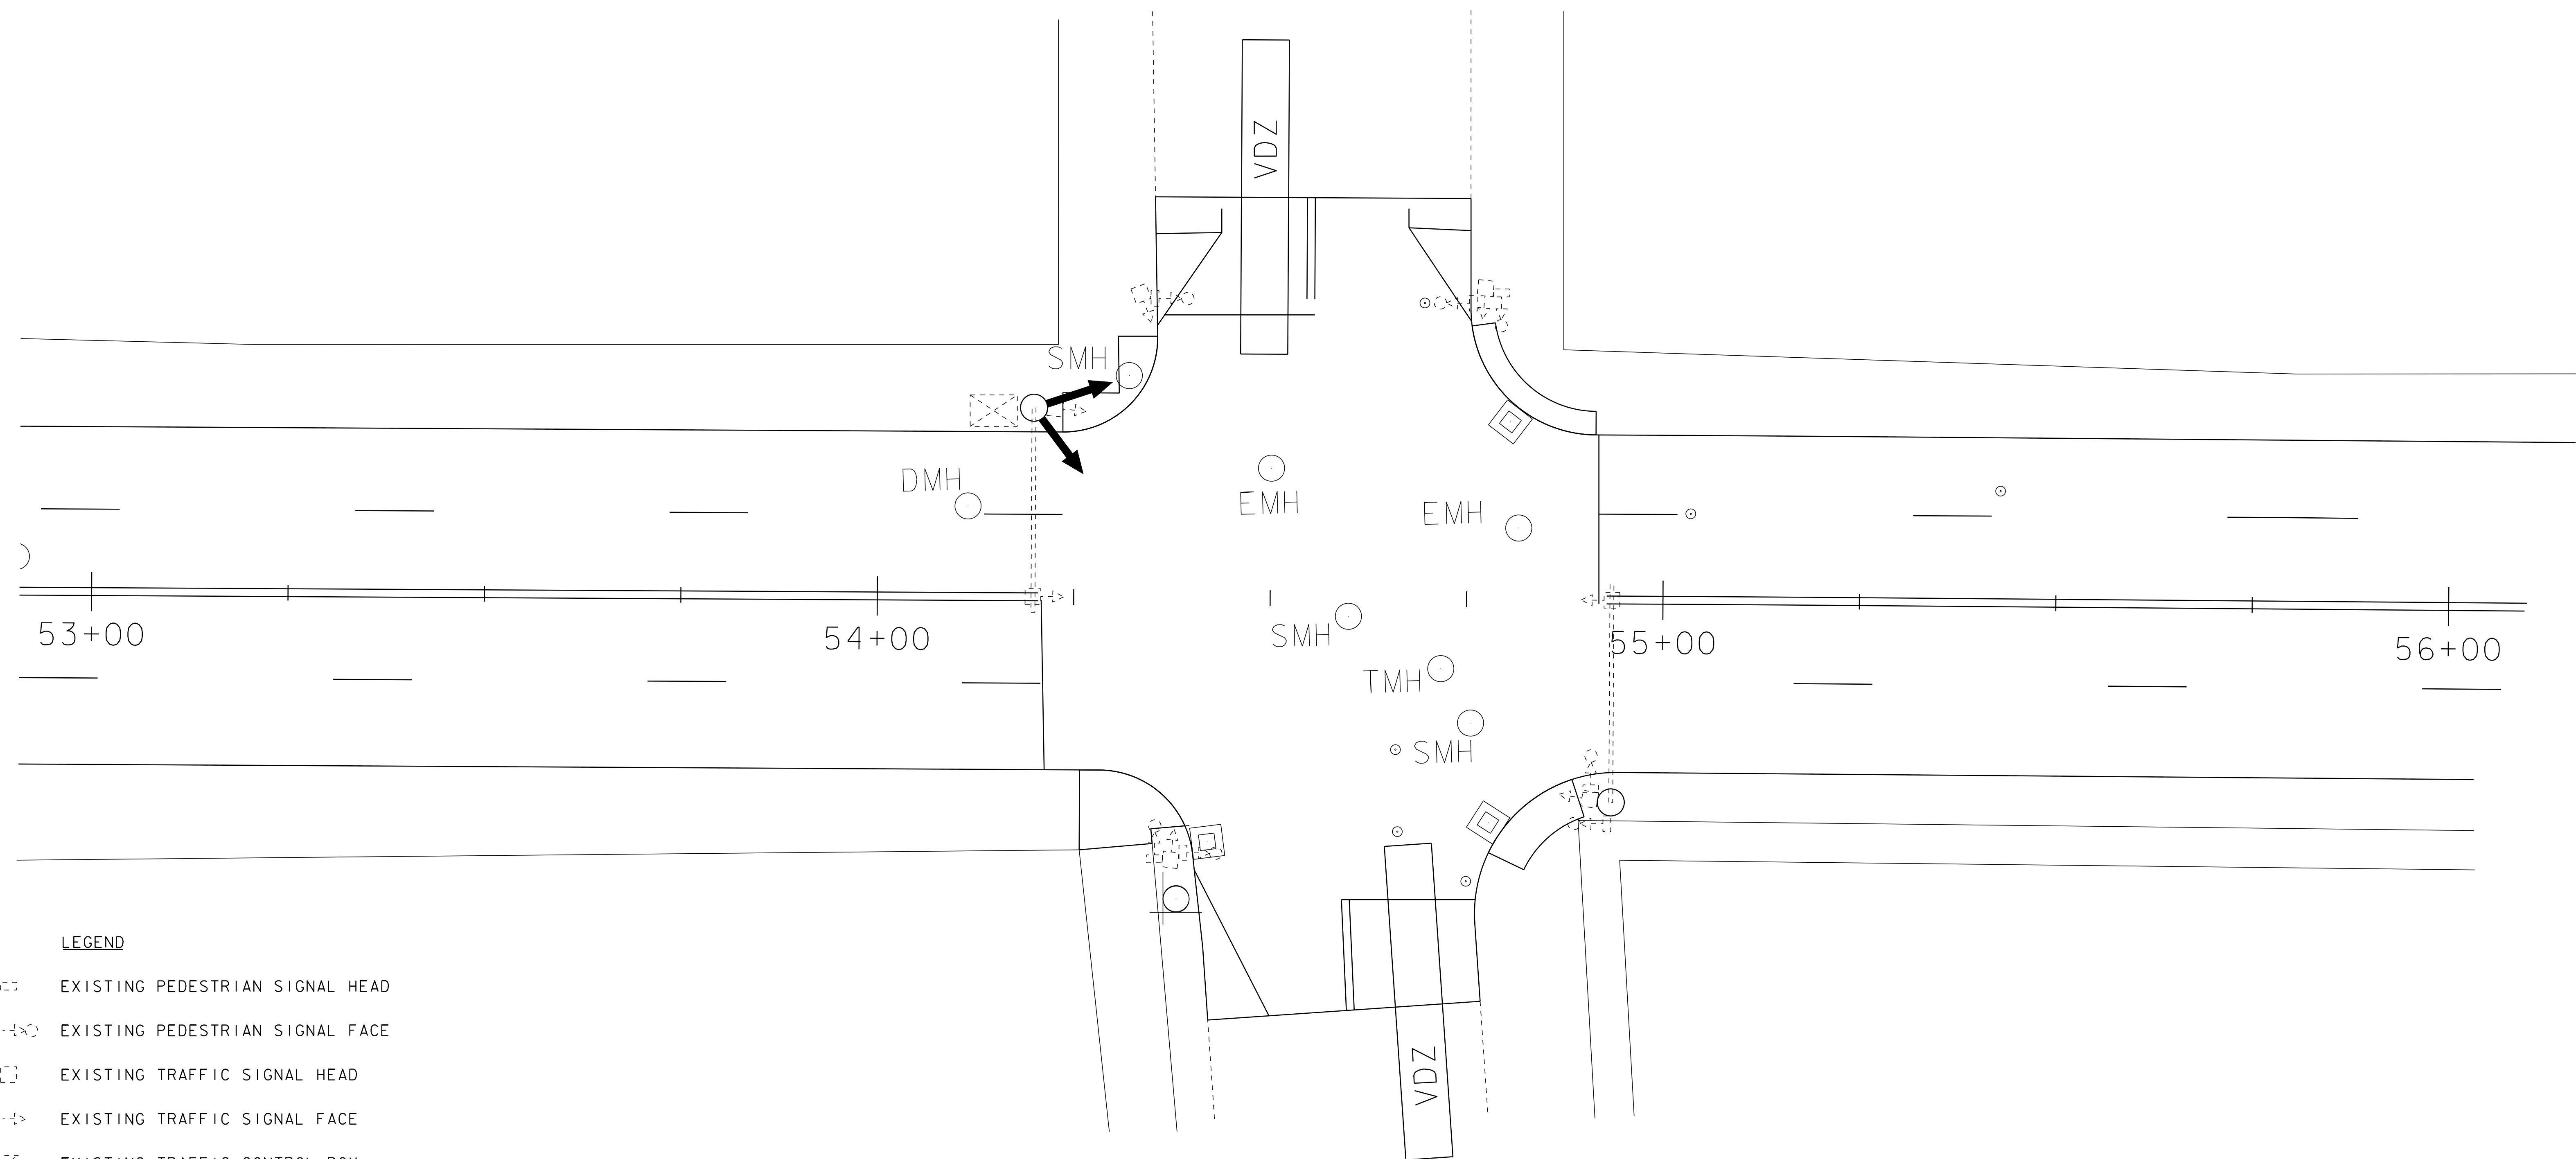 VDZ
SMH
DMH
EMH
EMH
53+00
54+00
SMH
55+00
56+00
TMH
SMH
VDZ
LEGEND
EXISTING PEDESTRIAN SIGNAL HEAD
EXISTING PEDESTRIAN SIGNAL FACE
EXISTING TRAFFIC SIGNAL HEAD
EXISTING TRAFFIC SIGNAL FACE